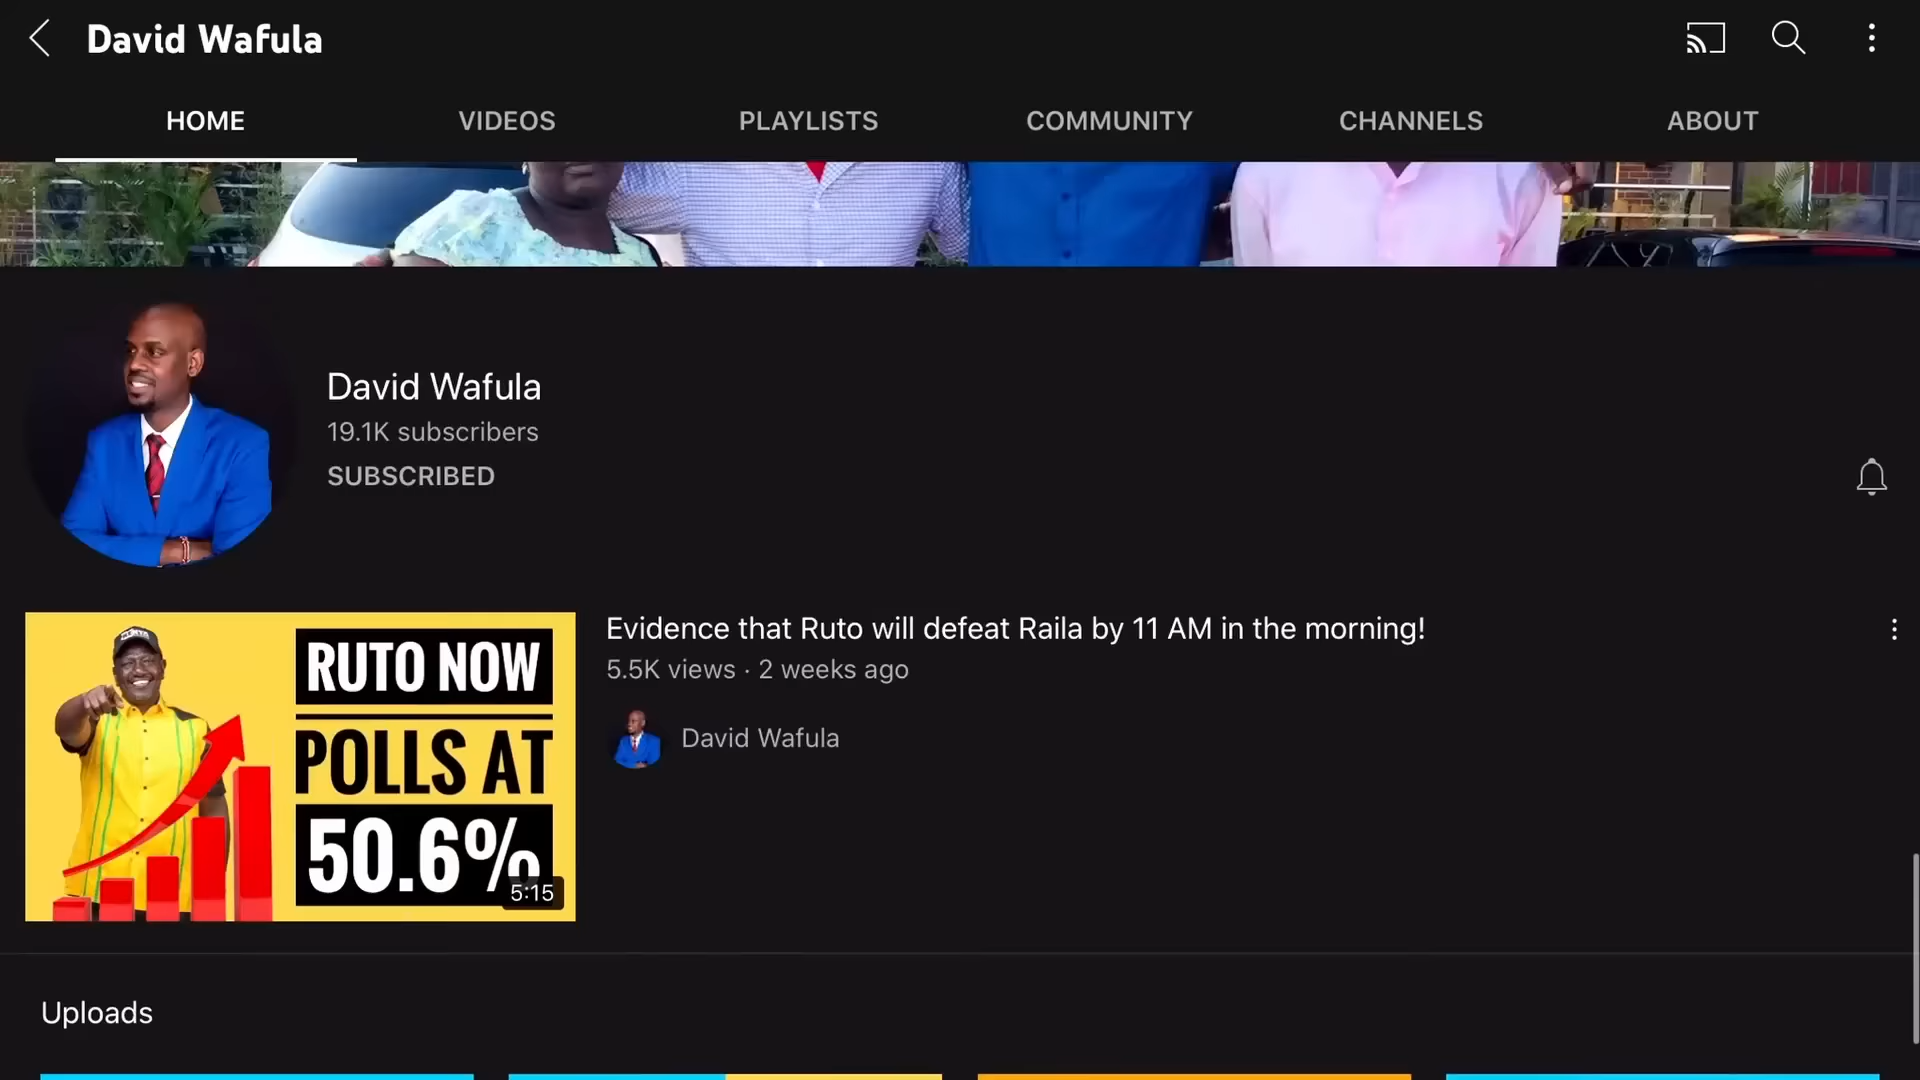 David Wafula
HOME
VIDEOS
PLAYLISTS
COMMUNITY
CHANNELS
ABOUT
David Wafula
19.1K subscribers
SUBSCRIBED
RUTO NOW
POLLS AT
50.6%
5:15
Evidence that Ruto will defeat Raila by 11 AM in the morning!
5.5K views · 2 weeks ago
David Wafula
Uploads